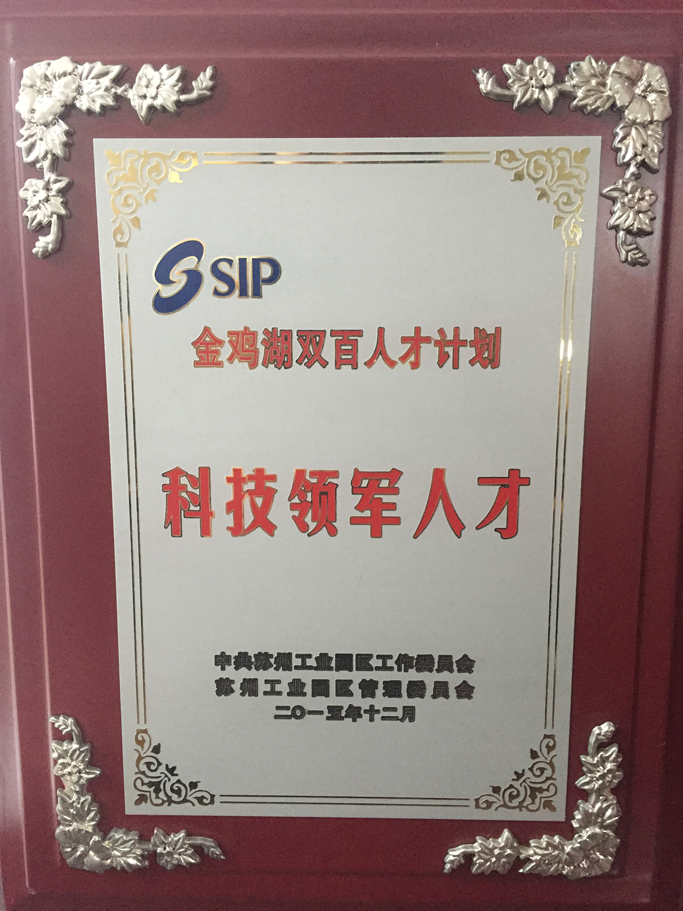 SIP
金鸡湖双百人才计划
科技领军人才
中共苏州工业园区工作委员会
苏州工业园区管理委员会
二〇一五年十二月